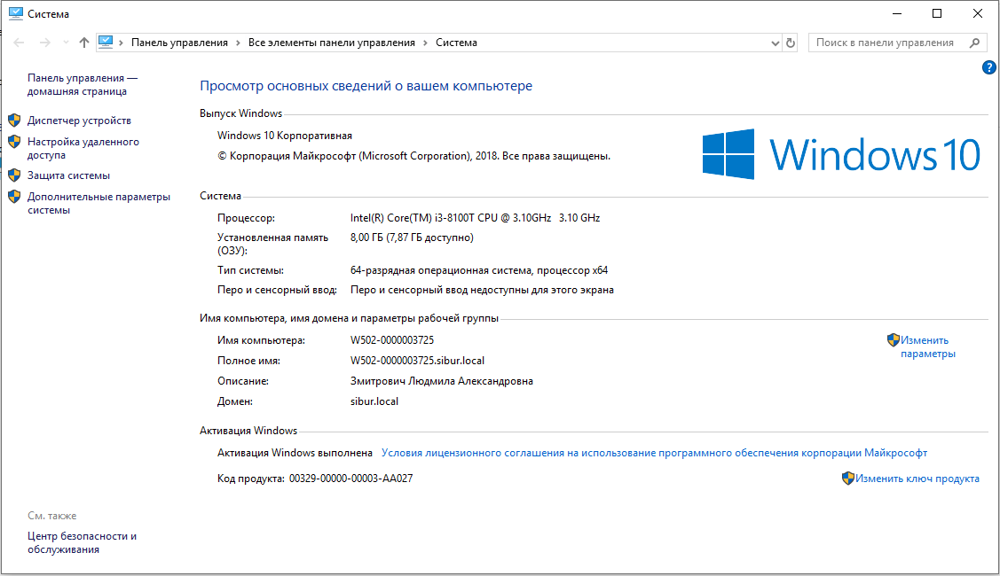 Система
Панель управления › Все элементы панели управления › Система
Поиск в панели управления
?
Панель управления —
домашняя страница
Диспетчер устройств
Настройка удаленного
доступа
Защита системы
Дополнительные параметры
системы
Просмотр основных сведений о вашем компьютере
Выпуск Windows
Windows 10 Корпоративная
© Корпорация Майкрософт (Microsoft Corporation), 2018. Все права защищены.
Windows 10
Система
Процессор: Intel(R) Core(TM) i3-8100T CPU @ 3.10GHz 3.10 GHz
Установленная память 8,00 ГБ (7,87 ГБ доступно)
(ОЗУ):
Тип системы: 64-разрядная операционная система, процессор x64
Перо и сенсорный ввод: Перо и сенсорный ввод недоступны для этого экрана
Имя компьютера, имя домена и параметры рабочей группы
Имя компьютера: W502-0000003725
Изменить
параметры
Полное имя: W502-0000003725.sibur.local
Описание: Змитрович Людмила Александровна
Домен: sibur.local
Активация Windows
Активация Windows выполнена Условия лицензионного соглашения на использование программного обеспечения корпорации Майкрософт
Код продукта: 00329-00000-00003-AA027 Изменить ключ продукта
См. также
Центр безопасности и
обслуживания